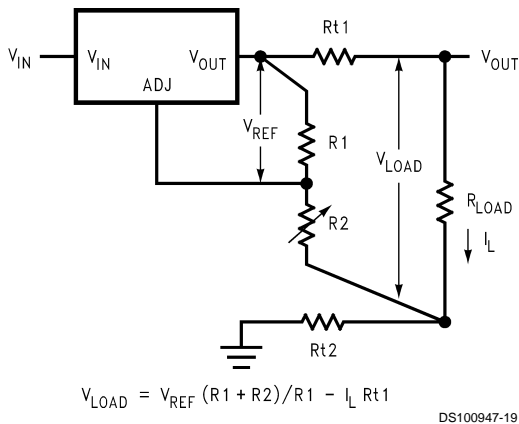 Rt1
V_IN
V_IN
V_OUT
V_OUT
ADJ
V_REF
R1
V_LOAD
R_LOAD
R2
I_L
Rt2
V_LOAD = V_REF (R1 + R2)/R1 − I_L Rt1
DS100947-19